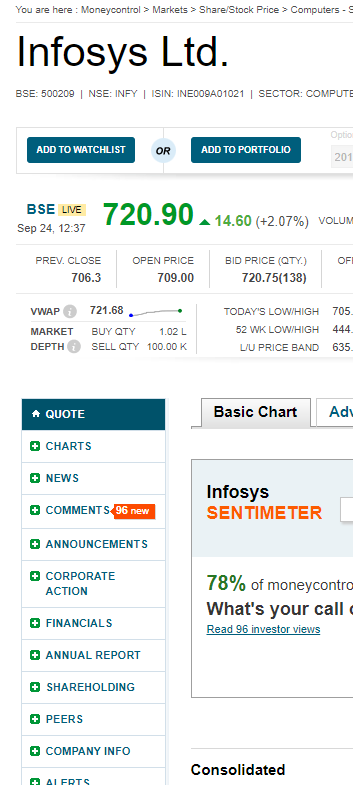 You are here : Moneycontrol > Markets > Share/Stock Price > Computers - S
Infosys Ltd.
BSE: 500209 | NSE: INFY | ISIN: INE009A01021 | SECTOR: COMPUTE
Optio
ADD TO WATCHLIST OR ADD TO PORTFOLIO 201
BSE LIVE
Sep 24, 12:37
720.90 14.60 (+2.07%) VOLUM
PREV. CLOSE OPEN PRICE BID PRICE (QTY.) OF
706.3 709.00 720.75(138)
VWAP i 721.68
MARKET BUY QTY 1.02 L
DEPTH i SELL QTY 100.00 K
TODAY'S LOW/HIGH 705.
52 WK LOW/HIGH 444.
L/U PRICE BAND 635.
QUOTE
CHARTS
NEWS
COMMENTS 96 new
ANNOUNCEMENTS
CORPORATE
ACTION
FINANCIALS
ANNUAL REPORT
SHAREHOLDING
PEERS
COMPANY INFO
ALERTS
Basic Chart Adv
Infosys
SENTIMETER
78% of moneycontro
What's your call o
Read 96 investor views
Consolidated